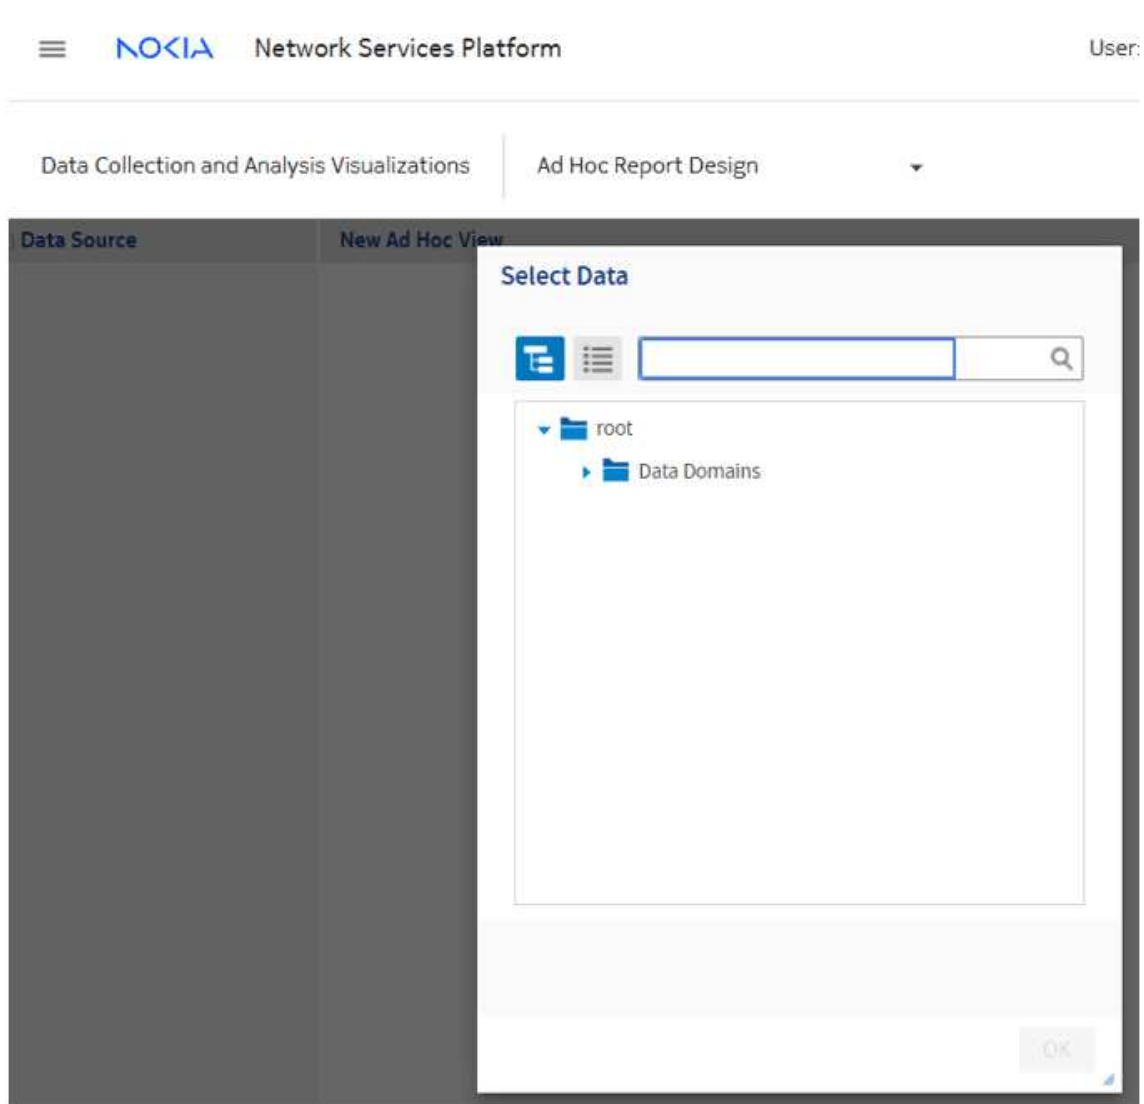 NOKIA Network Services Platform User:
Data Collection and Analysis Visualizations Ad Hoc Report Design
Data Source New Ad Hoc View
Select Data
root
Data Domains
OK